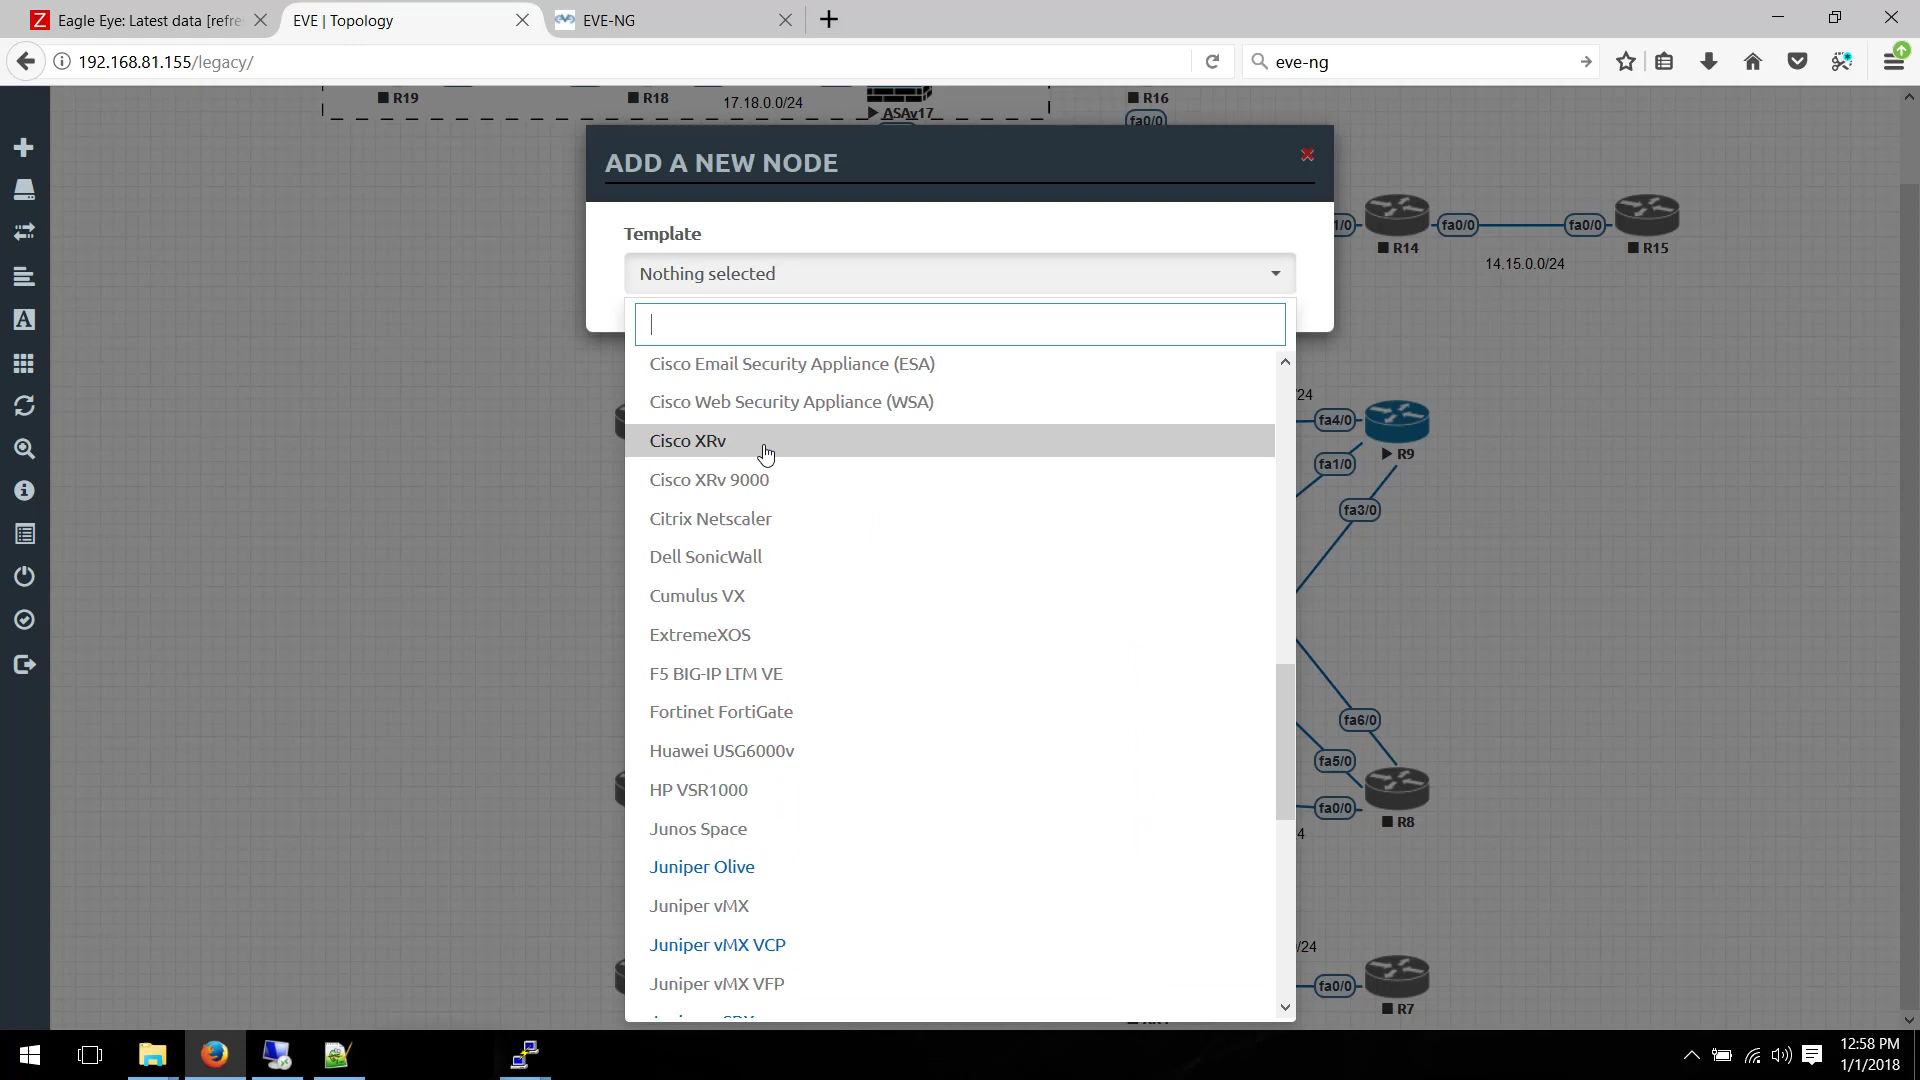 Eagle Eye: Latest data [refre
EVE | Topology
EVE-NG
192.168.81.155/legacy/
eve-ng
R19
R18
17.18.0.0/24
ASAv17
R16
fa0/0
ADD A NEW NODE
Template
Nothing selected
Cisco Email Security Appliance (ESA)
Cisco Web Security Appliance (WSA)
Cisco XRv
Cisco XRv 9000
Citrix Netscaler
Dell SonicWall
Cumulus VX
ExtremeXOS
F5 BIG-IP LTM VE
Fortinet FortiGate
Huawei USG6000v
HP VSR1000
Junos Space
Juniper Olive
Juniper vMX
Juniper vMX VCP
Juniper vMX VFP
1/0
R14
fa0/0
fa0/0
R15
14.15.0.0/24
/24
fa4/0
R9
fa1/0
fa3/0
fa6/0
fa5/0
fa0/0
R8
4
/24
fa0/0
R7
12:58 PM
1/1/2018